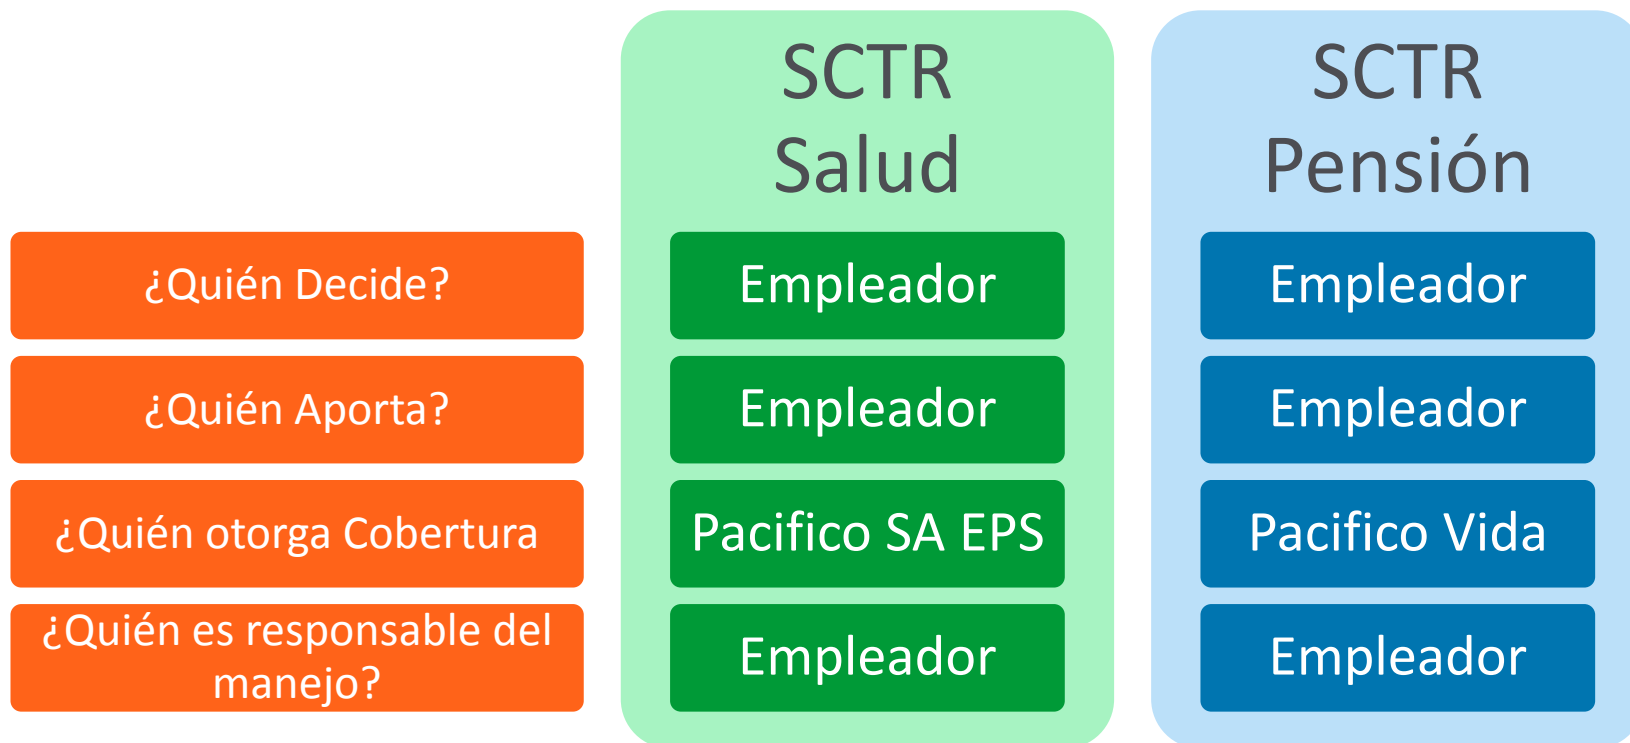 SCTR
Salud
SCTR
Pensión
¿Quién Decide?
Empleador
Empleador
¿Quién Aporta?
Empleador
Empleador
¿Quién otorga Cobertura
Pacifico SA EPS
Pacifico Vida
¿Quién es responsable del
manejo?
Empleador
Empleador